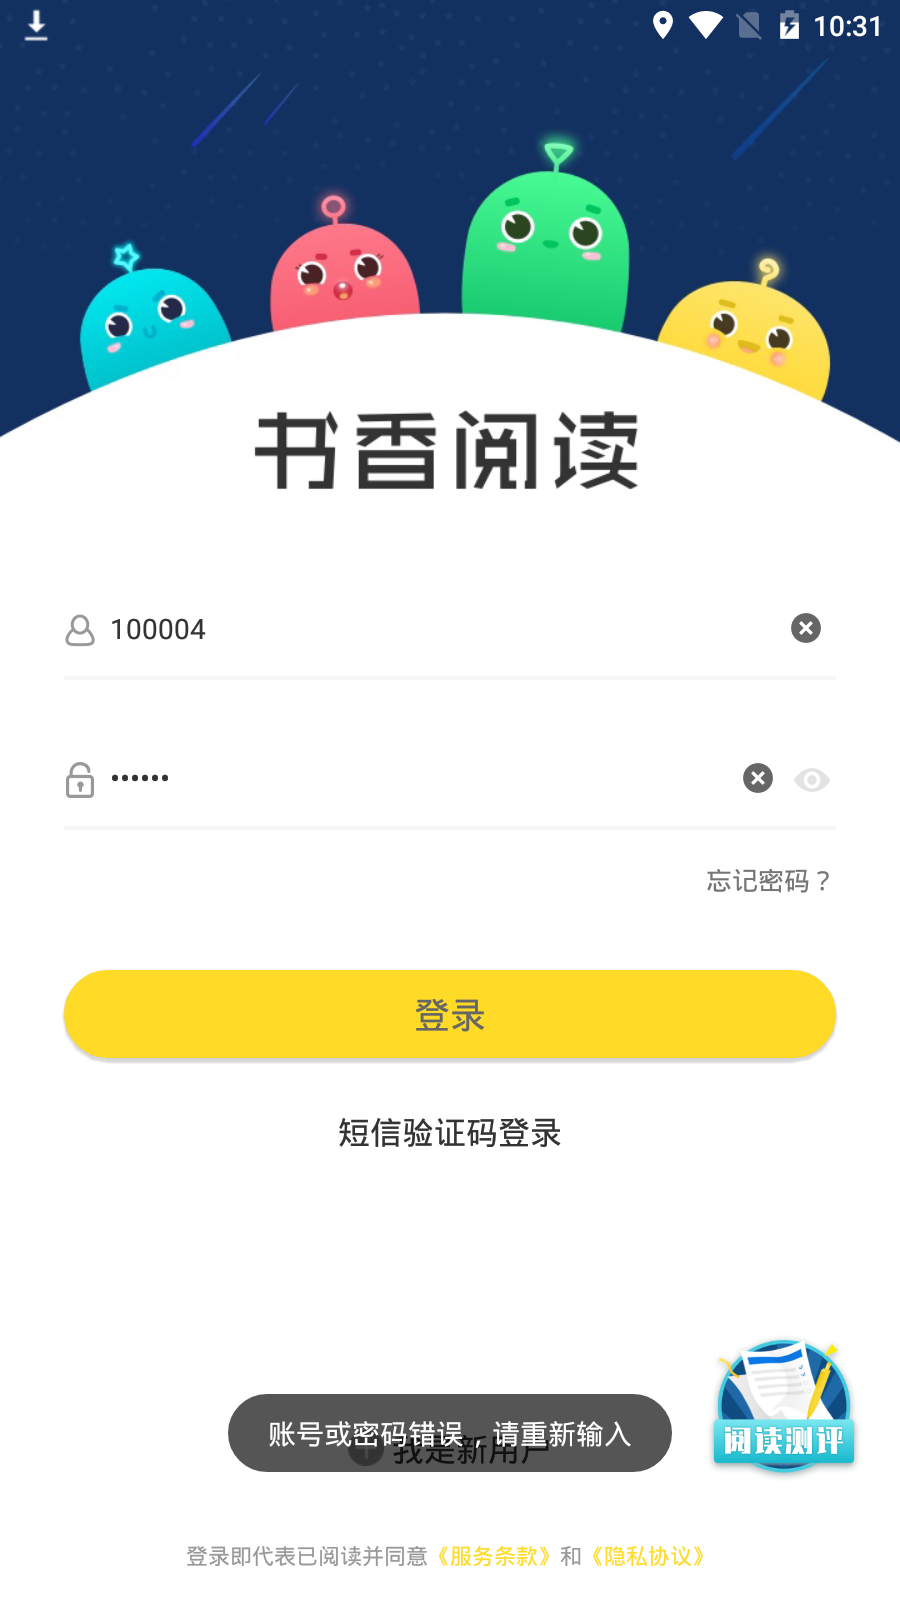 10:31
书香阅读
100004
••••••
忘记密码？
登录
短信验证码登录
账号或密码错误，请重新输入
我是新用户
阅读测评
登录即代表已阅读并同意《服务条款》和《隐私协议》